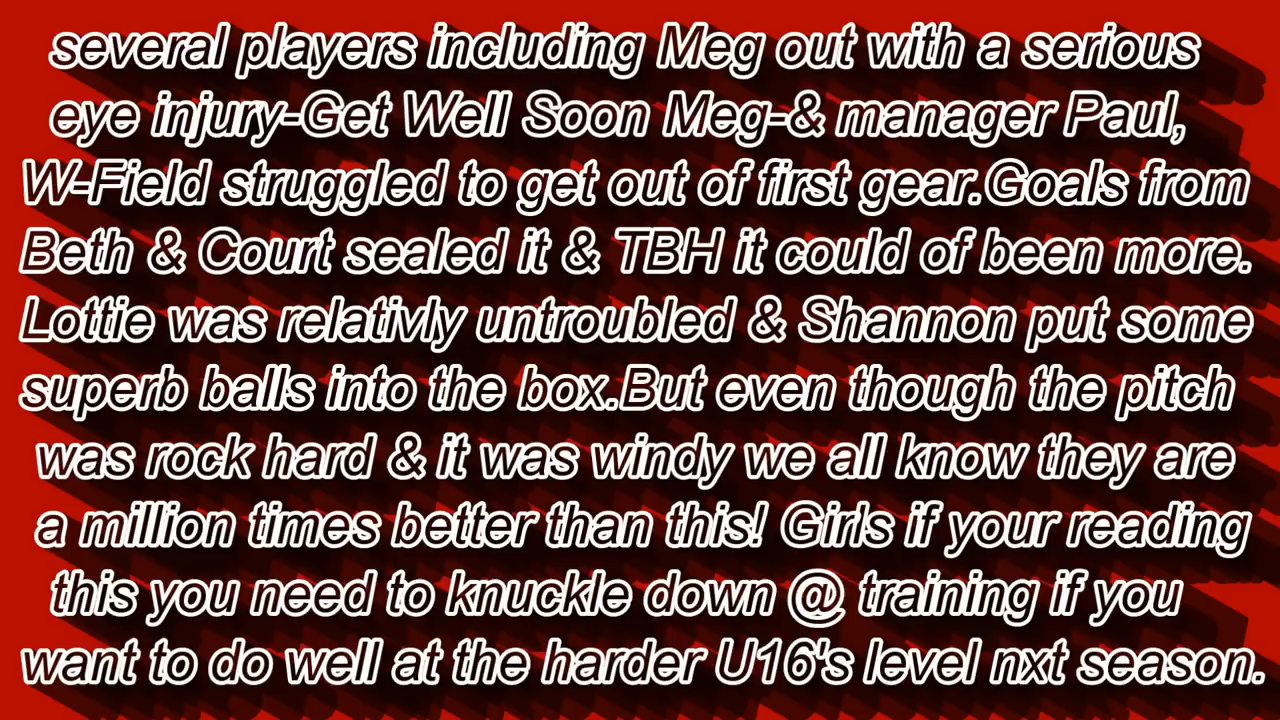 several players including Meg out with a serious
eye injury-Get Well Soon Meg-& manager Paul,
W-Field struggled to get out of first gear.Goals from
Beth & Court sealed it & TBH it could of been more.
Lottie was relativly untroubled & Shannon put some
superb balls into the box.But even though the pitch
was rock hard & it was windy we all know they are
a million times better than this! Girls if your reading
this you need to knuckle down @ training if you
want to do well at the harder U16's level nxt season.